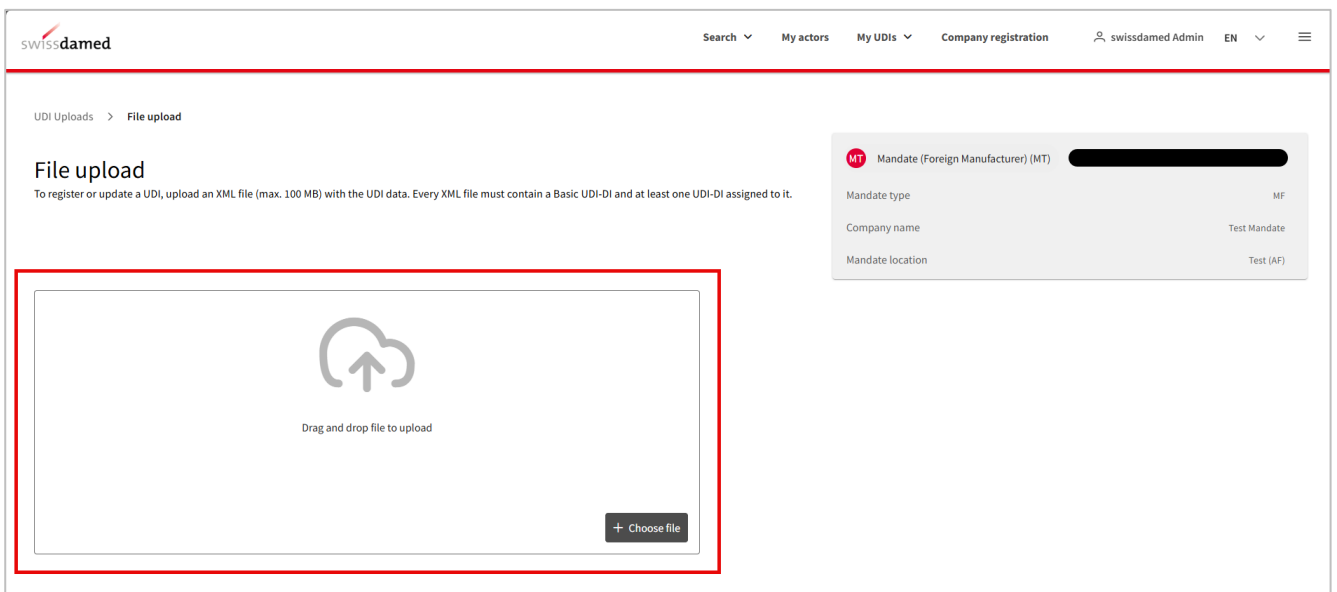 swissdamed
Search My actors My UDIs Company registration swissdamed Admin EN
UDI Uploads > File upload
File upload
To register or update a UDI, upload an XML file (max. 100 MB) with the UDI data. Every XML file must contain a Basic UDI-DI and at least one UDI-DI assigned to it.
MT Mandate (Foreign Manufacturer) (MT)
Mandate type MF
Company name Test Mandate
Mandate location Test (AF)
Drag and drop file to upload
+ Choose file